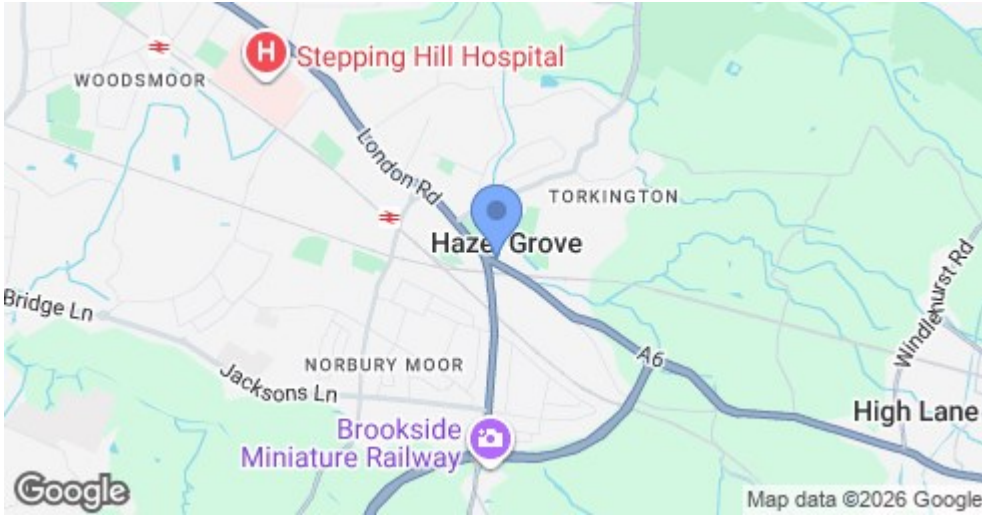 H
Stepping Hill Hospital
WOODSMOOR
London Rd
TORKINGTON
Hazel Grove
Windlehurst Rd
Bridge Ln
A6
NORBURY MOOR
Jacksons Ln
High Lane
Brookside
Miniature Railway
Google
Map data ©2026 Google